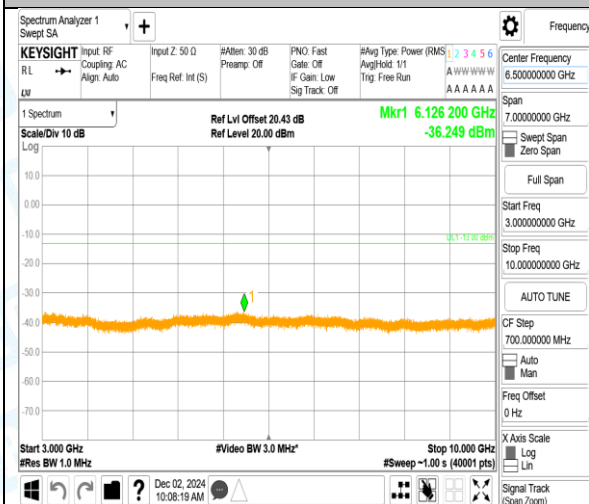 Spectrum Analyzer 1
Swept SA
+
Frequency
KEYSIGHT
RL
LXI
Input: RF
Coupling: AC
Align: Auto
Input Z: 50 Ω
Freq Ref: Int (S)
#Atten: 30 dB
Preamp: Off
PNO: Fast
Gate: Off
IF Gain: Low
Sig Track: Off
#Avg Type: Power (RMS
Avg|Hold: 1/1
Trig: Free Run
1 2 3 4 5 6
A W W W W W
A A A A A A
1 Spectrum
Scale/Div 10 dB
Log
Ref Lvl Offset 20.43 dB
Ref Level 20.00 dBm
Mkr1 6.126 200 GHz
-36.249 dBm
10.0
0.00
-10.0
-20.0
-30.0
-40.0
-50.0
-60.0
-70.0
DL1 -13.00 dBm
1
Start 3.000 GHz
#Res BW 1.0 MHz
#Video BW 3.0 MHz*
Stop 10.000 GHz
#Sweep ~1.00 s (40001 pts)
Dec 02, 2024
10:08:19 AM
Center Frequency
6.500000000 GHz
Span
7.00000000 GHz
Swept Span
Zero Span
Full Span
Start Freq
3.000000000 GHz
Stop Freq
10.000000000 GHz
AUTO TUNE
CF Step
700.000000 MHz
Auto
Man
Freq Offset
0 Hz
X Axis Scale
Log
Lin
Signal Track
(Span Zoom)